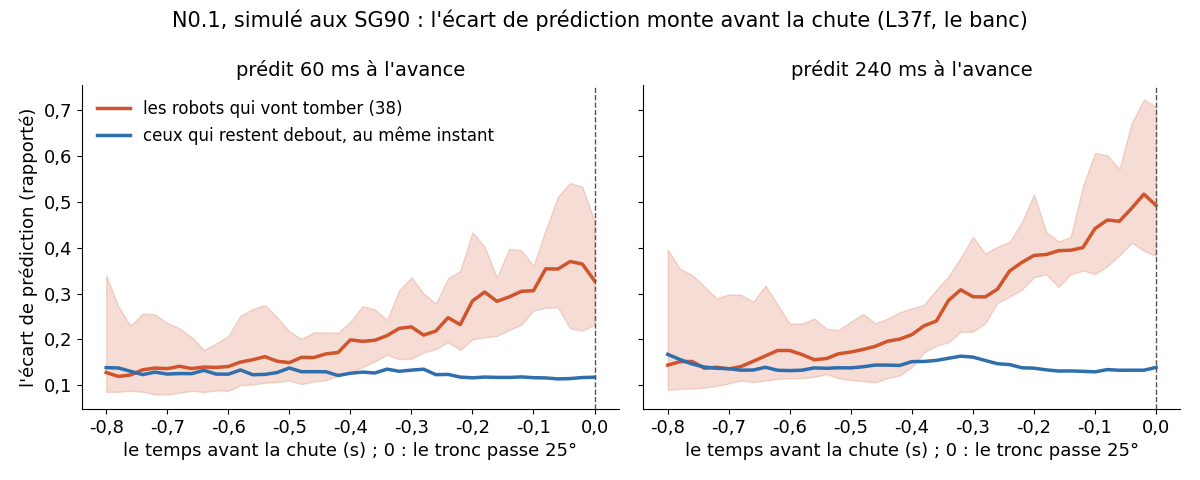 N0.1, simulé aux SG90 : l'écart de prédiction monte avant la chute (L37f, le banc)
prédit 60 ms à l'avance
prédit 240 ms à l'avance
l'écart de prédiction (rapporté)
0,7
0,6
0,5
0,4
0,3
0,2
0,1
les robots qui vont tomber (38)
ceux qui restent debout, au même instant
-0,8 -0,7 -0,6 -0,5 -0,4 -0,3 -0,2 -0,1 0,0
-0,8 -0,7 -0,6 -0,5 -0,4 -0,3 -0,2 -0,1 0,0
le temps avant la chute (s) ; 0 : le tronc passe 25°
le temps avant la chute (s) ; 0 : le tronc passe 25°